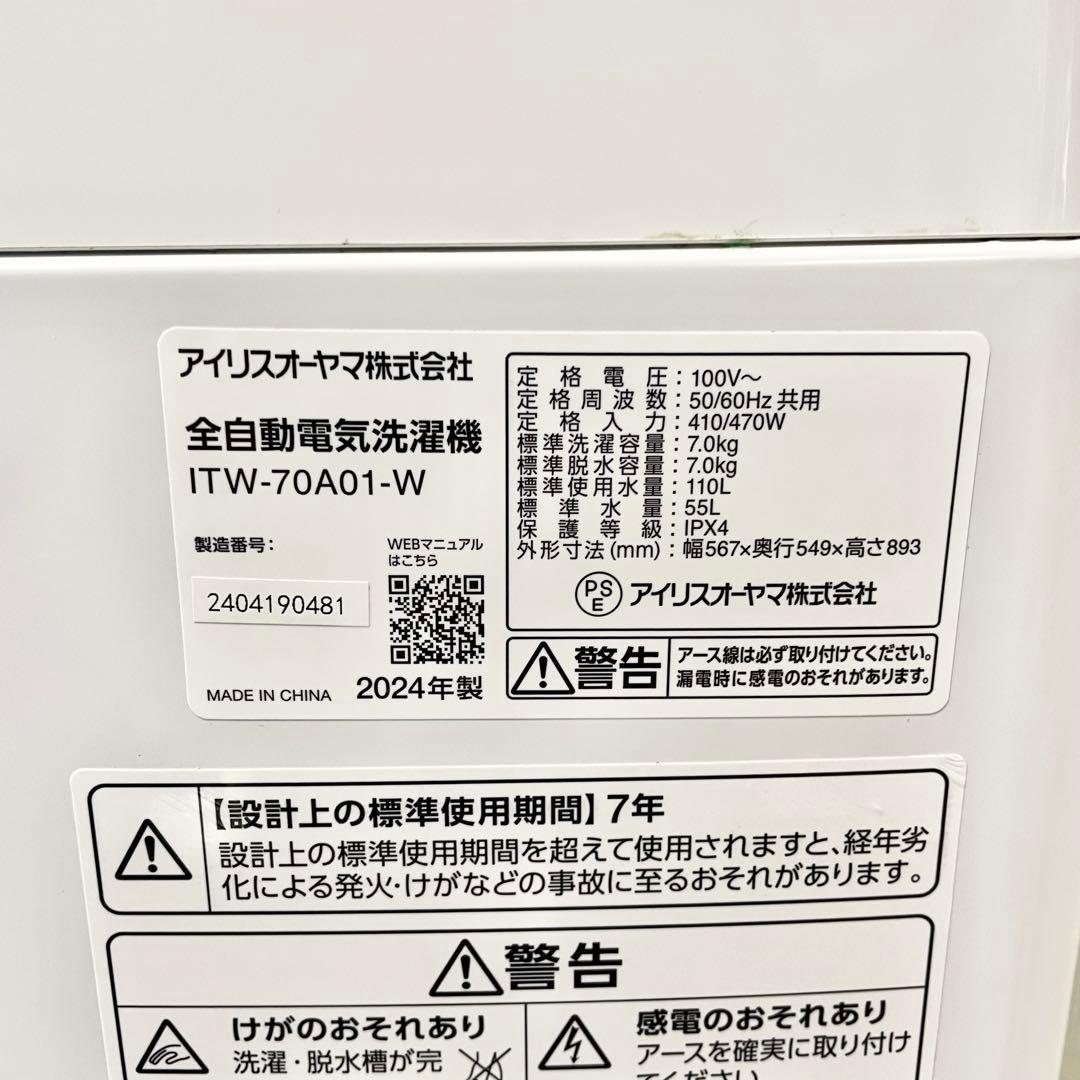 アイリスオーヤマ株式会社
全自動電気洗濯機
ITW-70A01-W
製造番号:
2404190481
WEBマニュアル
はこちら
MADE IN CHINA
2024年製
定格電圧:100V〜
定格周波数:50/60Hz 共用
定格入力:410/470W
標準洗濯容量:7.0kg
標準脱水容量:7.0kg
標準使用水量:110L
標準水量:55L
保護等級:IPX4
外形寸法(mm):幅567×奥行549×高さ893
PSE アイリスオーヤマ株式会社
警告
アース線は必ず取り付けてください。
漏電時に感電のおそれがあります。
【設計上の標準使用期間】7年
設計上の標準使用期間を超えて使用されますと、経年劣
化による発火・けがなどの事故に至るおそれがあります。
警告
けがのおそれあり
洗濯・脱水槽が完
感電のおそれあり
アースを確実に取り付け
てください